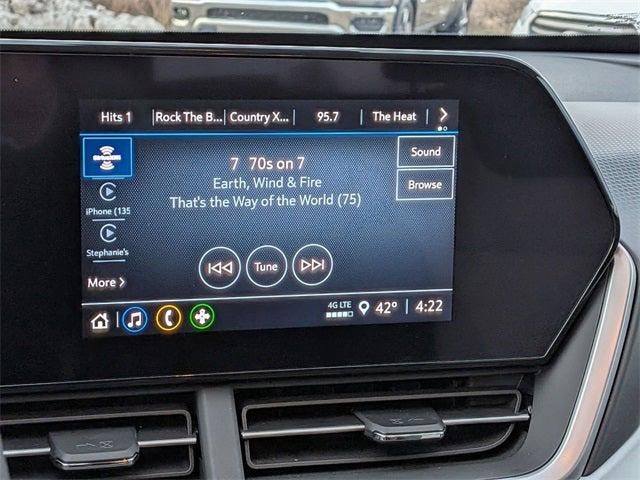 Hits 1 Rock The B... Country X... 95.7 The Heat
SiriusXM
7 70s on 7
Sound
Earth, Wind & Fire
Browse
That's the Way of the World (75)
iPhone (135
Stephanie's
Tune
More
4G LTE 42° 4:22